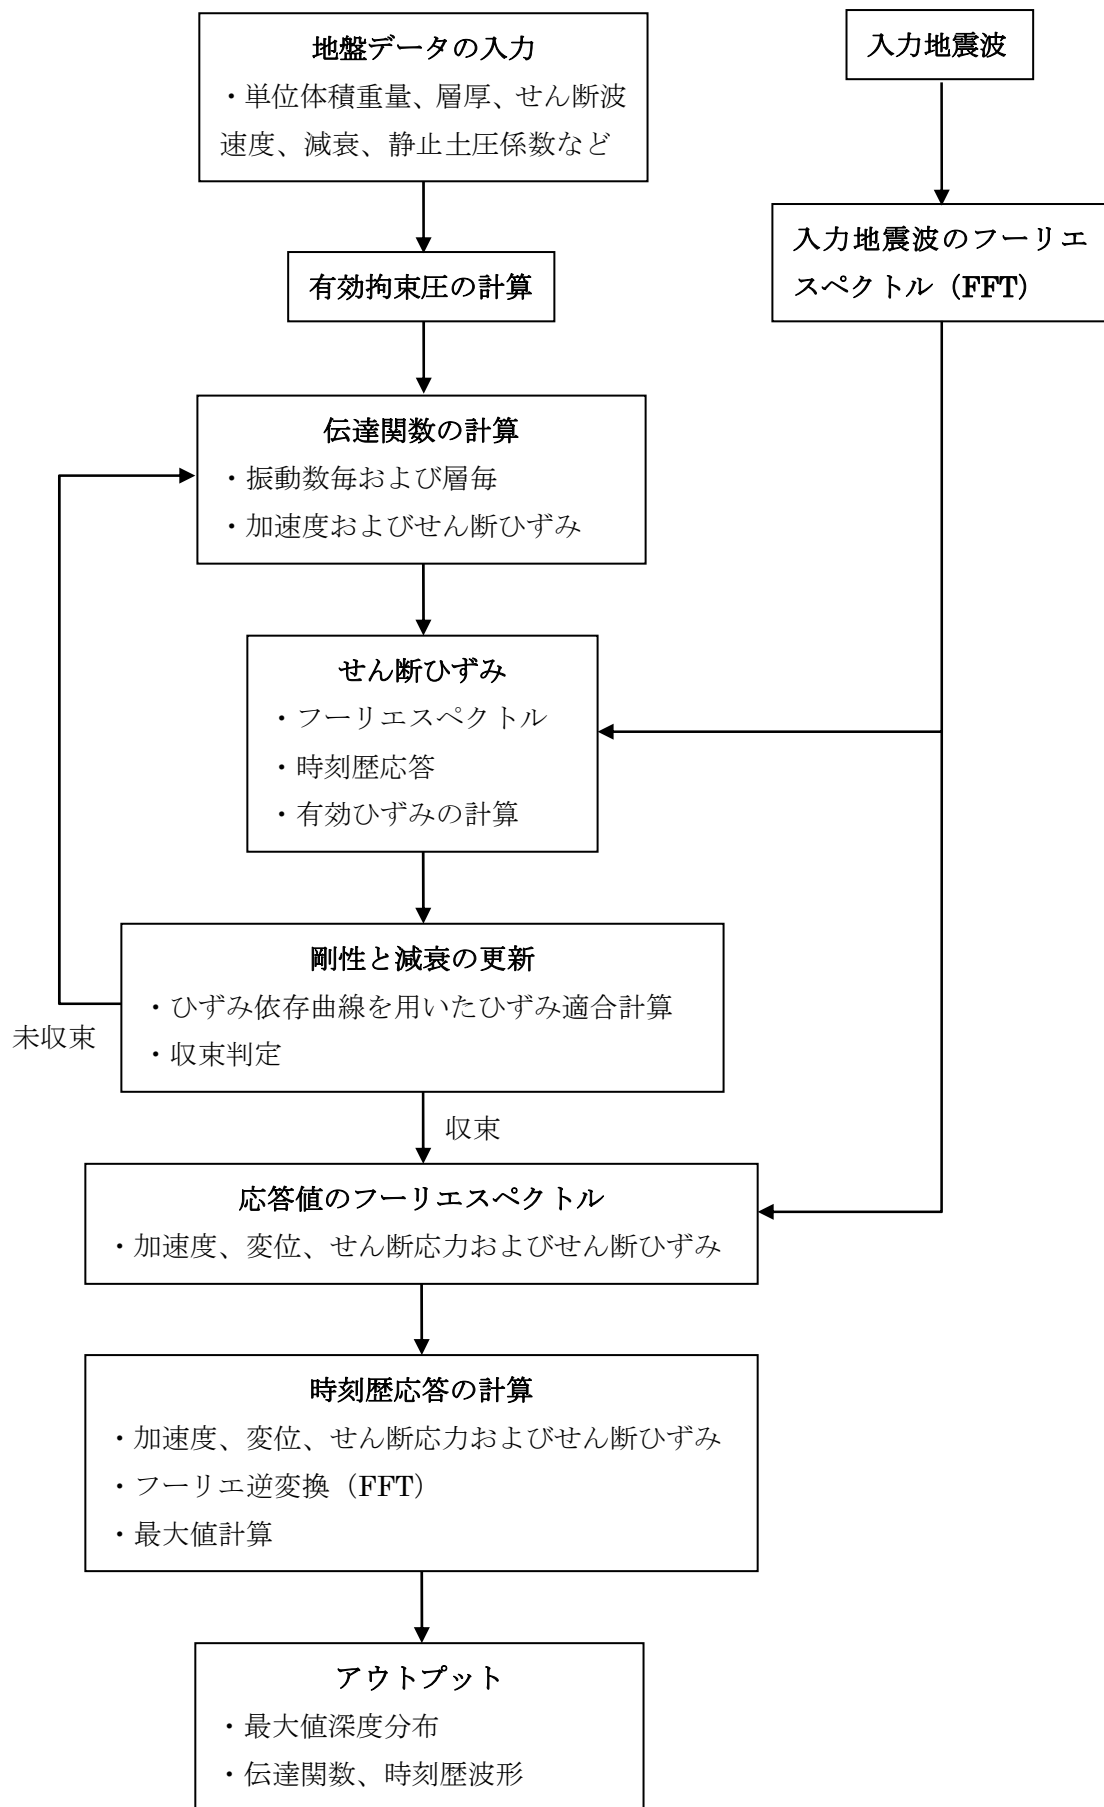 地盤データの入力
・単位体積重量、層厚、せん断波
速度、減衰、静止土圧係数など
入力地震波
入力地震波のフーリエ
スペクトル（FFT）
有効拘束圧の計算
伝達関数の計算
・振動数毎および層毎
・加速度およびせん断ひずみ
せん断ひずみ
・フーリエスペクトル
・時刻歴応答
・有効ひずみの計算
剛性と減衰の更新
・ひずみ依存曲線を用いたひずみ適合計算
・収束判定
未収束
収束
応答値のフーリエスペクトル
・加速度、変位、せん断応力およびせん断ひずみ
時刻歴応答の計算
・加速度、変位、せん断応力およびせん断ひずみ
・フーリエ逆変換（FFT）
・最大値計算
アウトプット
・最大値深度分布
・伝達関数、時刻歴波形